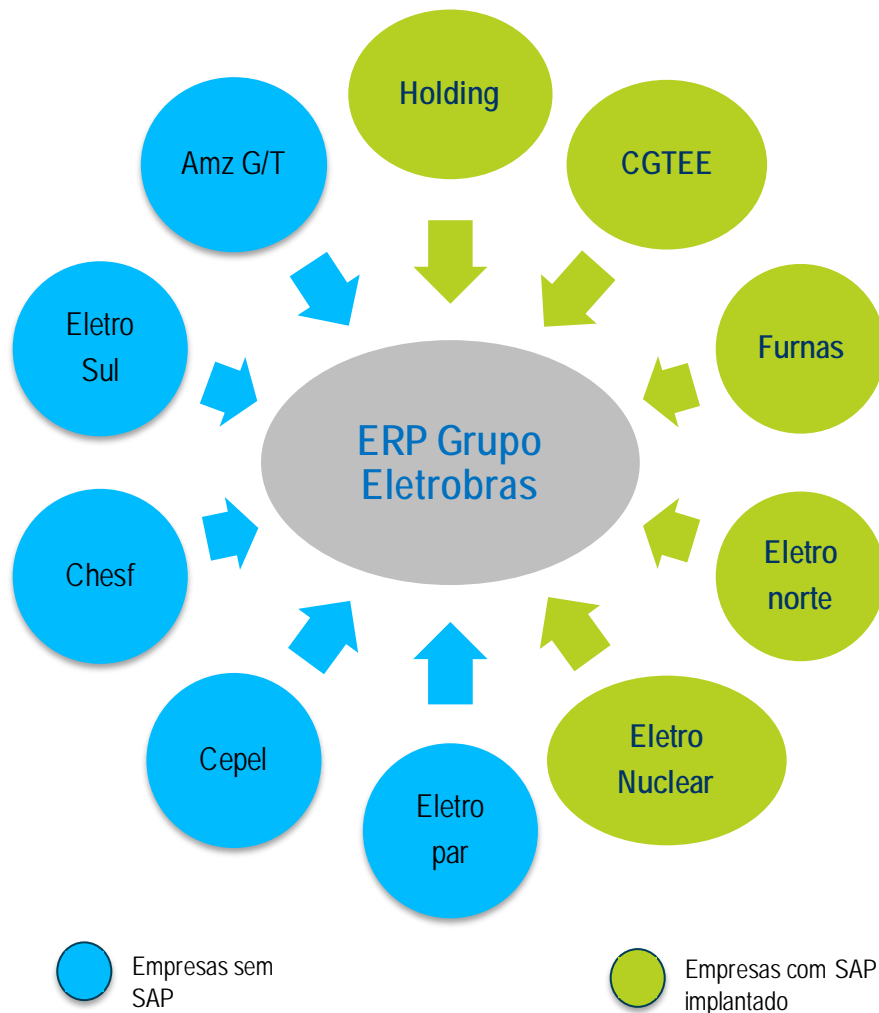 Holding
Amz G/T
CGTEE
Eletro
Sul
Furnas
ERP Grupo
Eletrobras
Chesf
Eletro
norte
Cepel
Eletro
Nuclear
Eletro
par
Empresas sem
SAP
Empresas com SAP
implantado